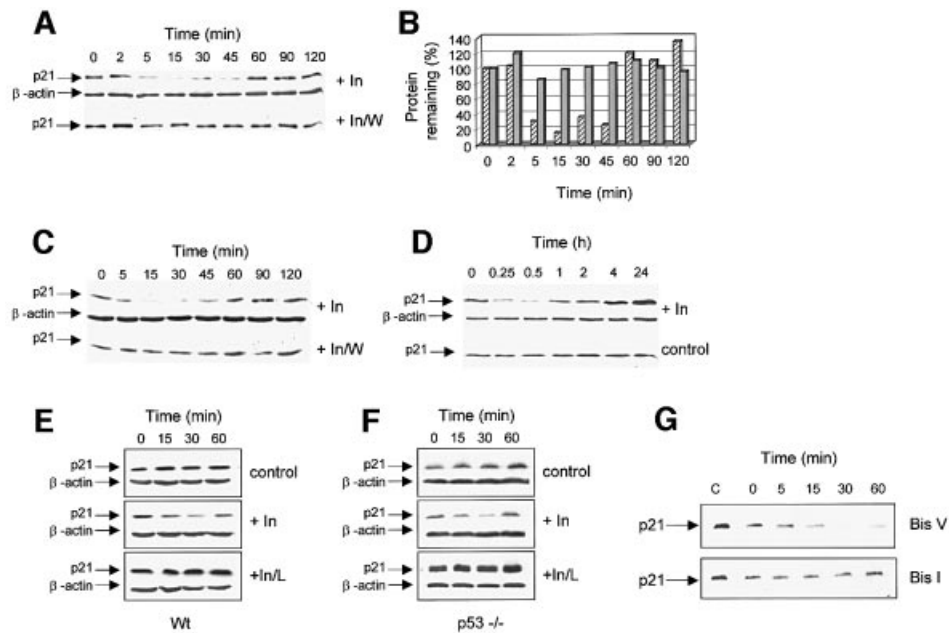 A
Time (min)
0 2 5 15 30 45 60 90 120
p21
+ In
β -actin
p21
+ In/W
B
Protein remaining (%)
140
120
100
80
60
40
20
0
0 2 5 15 30 45 60 90 120
Time (min)
C
Time (min)
0 5 15 30 45 60 90 120
p21
+ In
β -actin
p21
+ In/W
D
Time (h)
0 0.25 0.5 1 2 4 24
p21
+ In
β -actin
p21
control
E
Time (min)
0 15 30 60
p21
control
β -actin
p21
+ In
β -actin
p21
+In/L
β -actin
Wt
F
Time (min)
0 15 30 60
p21
control
β -actin
p21
+ In
β -actin
p21
+In/L
β -actin
p53 -/-
G
Time (min)
C 0 5 15 30 60
p21
Bis V
p21
Bis I